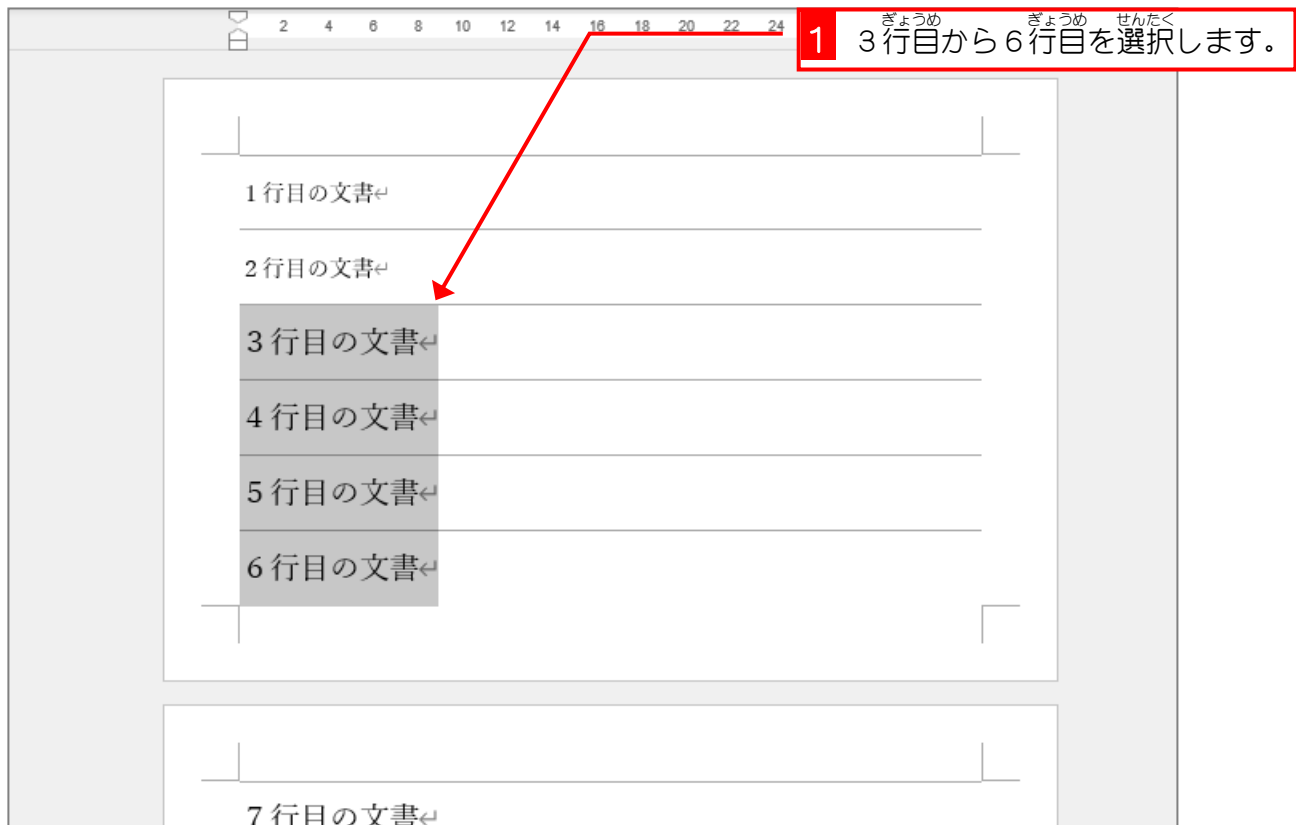 2 4 6 8 10 12 14 16 18 20 22 24
1 3行目から6行目を選択します。
ぎょうめ ぎょうめ せんたく
1行目の文書↵
2行目の文書↵
3行目の文書↵
4行目の文書↵
5行目の文書↵
6行目の文書↵
7行目の文書↵